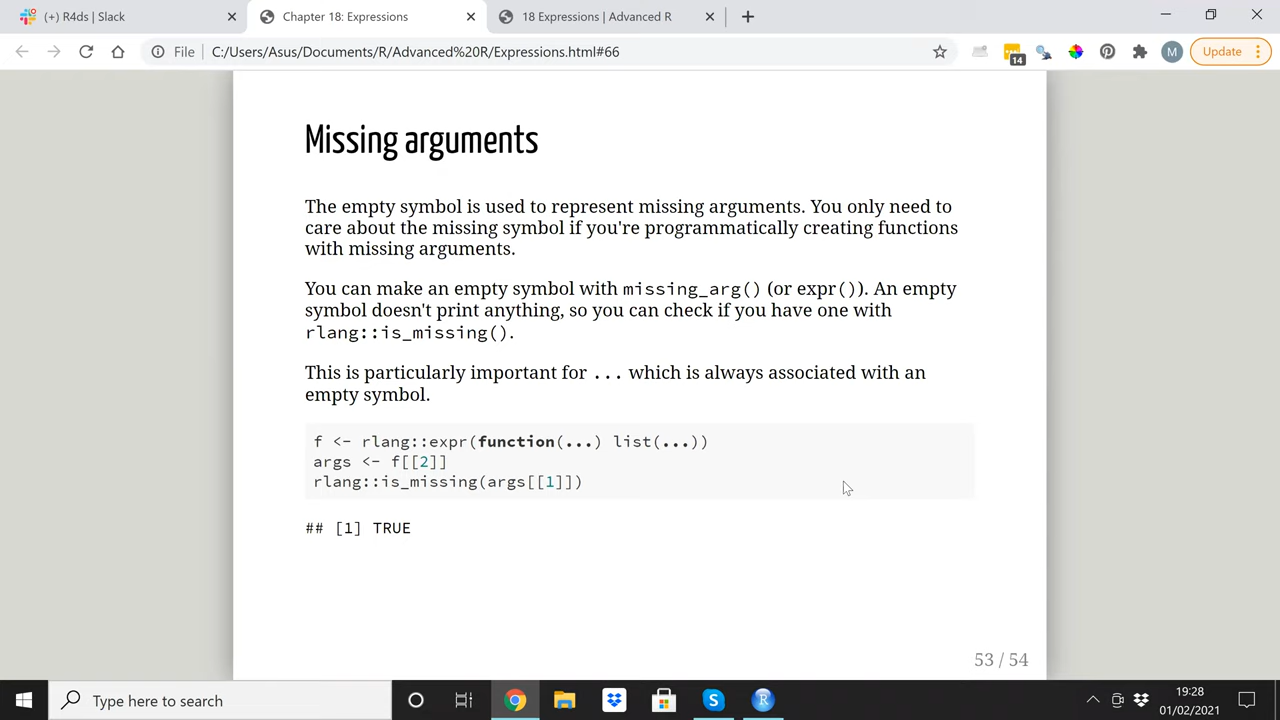 (+) R4ds | Slack
Chapter 18: Expressions
18 Expressions | Advanced R
File
C:/Users/Asus/Documents/R/Advanced%20R/Expressions.html#66
14
M
Update
Missing arguments
The empty symbol is used to represent missing arguments. You only need to
care about the missing symbol if you're programmatically creating functions
with missing arguments.
You can make an empty symbol with missing_arg() (or expr()). An empty
symbol doesn't print anything, so you can check if you have one with
rlang::is_missing().
This is particularly important for ... which is always associated with an
empty symbol.
f <- rlang::expr(function(...) list(...))
args <- f[[2]]
rlang::is_missing(args[[1]])
## [1] TRUE
53 / 54
Type here to search
19:28
01/02/2021